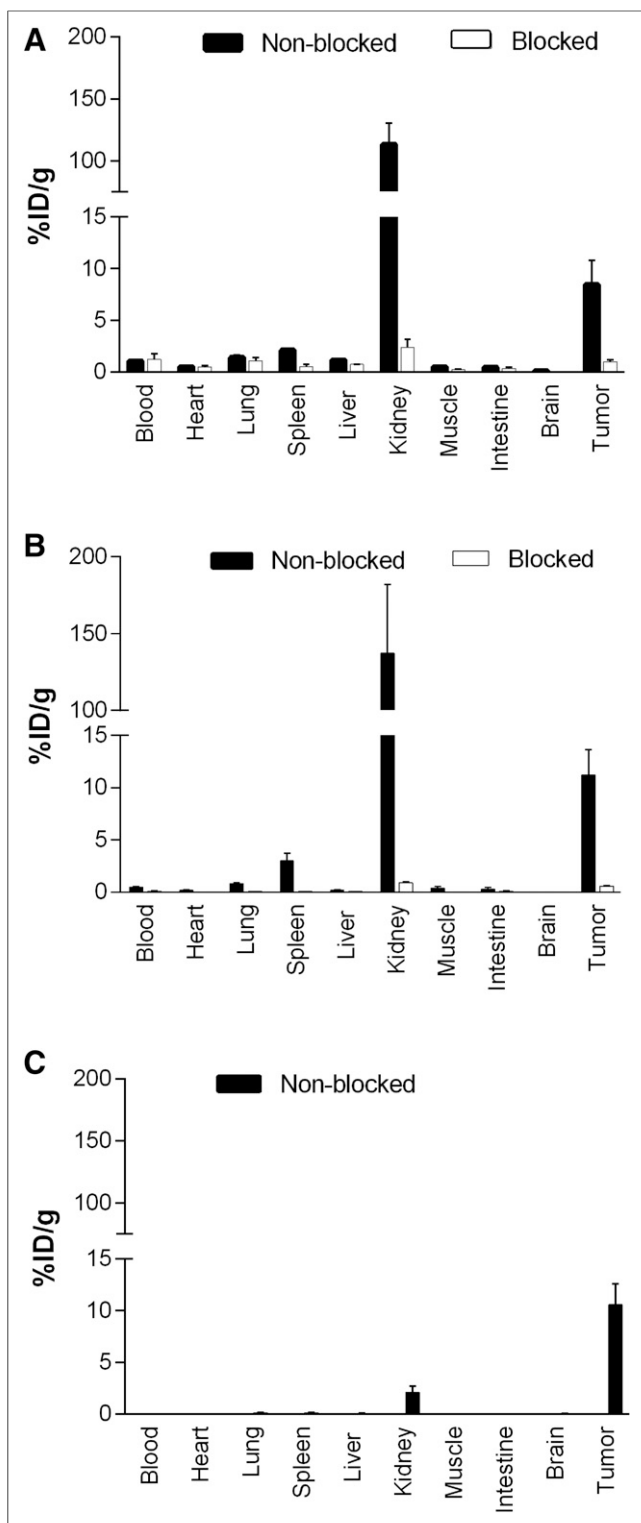 A
Non-blocked
Blocked
%ID/g
200
150
100
15
10
5
0
Blood
Heart
Lung
Spleen
Liver
Kidney
Muscle
Intestine
Brain
Tumor
B
Non-blocked
Blocked
%ID/g
200
150
100
15
10
5
0
Blood
Heart
Lung
Spleen
Liver
Kidney
Muscle
Intestine
Brain
Tumor
C
Non-blocked
%ID/g
200
150
100
15
10
5
0
Blood
Heart
Lung
Spleen
Liver
Kidney
Muscle
Intestine
Brain
Tumor